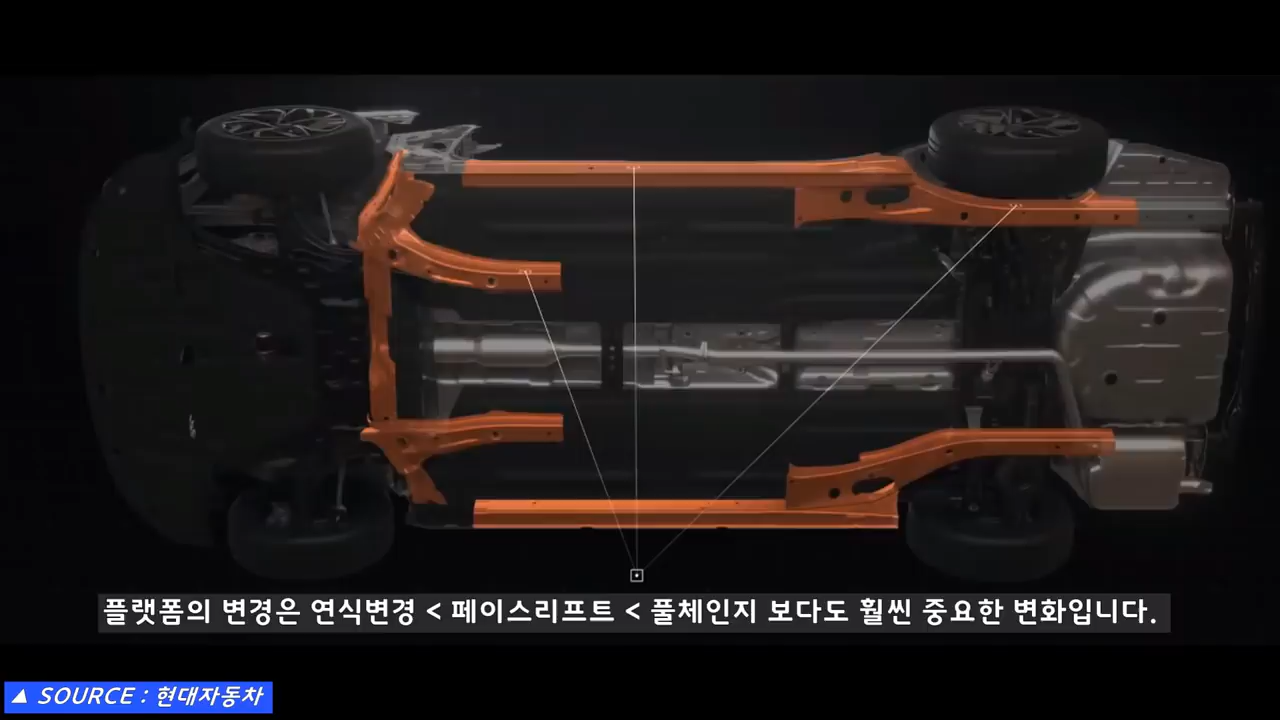 플랫폼의 변경은 연식변경 < 페이스리프트 < 풀체인지 보다도 훨씬 중요한 변화입니다.
▲ SOURCE : 현대자동차